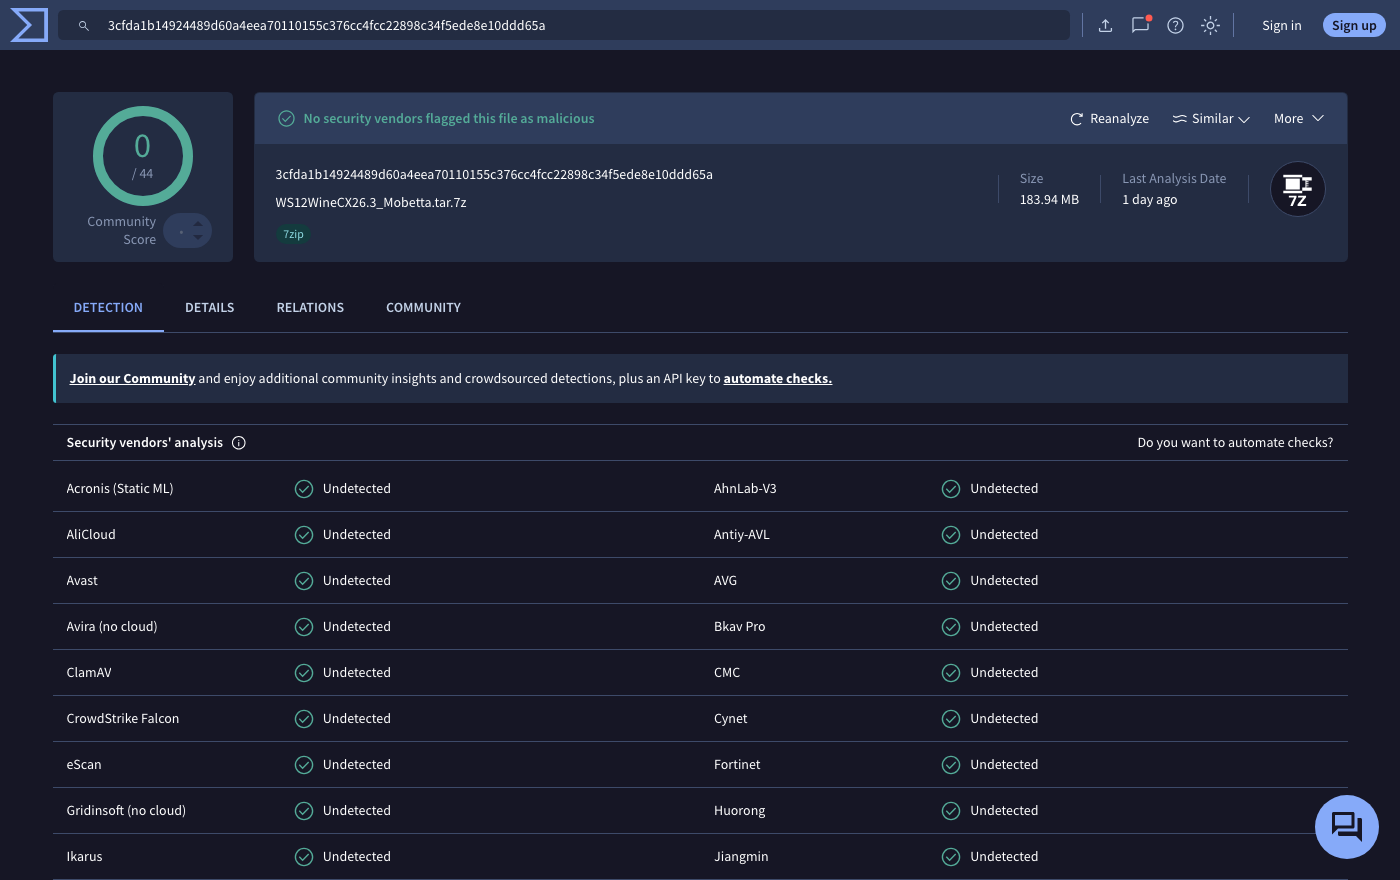 3cfda1b14924489d60a4eea70110155c376cc4fcc22898c34f5ede8e10ddd65a
Sign in
Sign up
0
/ 44
Community
Score
No security vendors flagged this file as malicious
Reanalyze
Similar
More
3cfda1b14924489d60a4eea70110155c376cc4fcc22898c34f5ede8e10ddd65a
WS12WineCX26.3_Mobetta.tar.7z
7zip
Size
183.94 MB
Last Analysis Date
1 day ago
7Z
DETECTION DETAILS RELATIONS COMMUNITY
Join our Community and enjoy additional community insights and crowdsourced detections, plus an API key to automate checks.
Security vendors' analysis Do you want to automate checks?
Acronis (Static ML) Undetected AhnLab-V3 Undetected
AliCloud Undetected Antiy-AVL Undetected
Avast Undetected AVG Undetected
Avira (no cloud) Undetected Bkav Pro Undetected
ClamAV Undetected CMC Undetected
CrowdStrike Falcon Undetected Cynet Undetected
eScan Undetected Fortinet Undetected
Gridinsoft (no cloud) Undetected Huorong Undetected
Ikarus Undetected Jiangmin Undetected